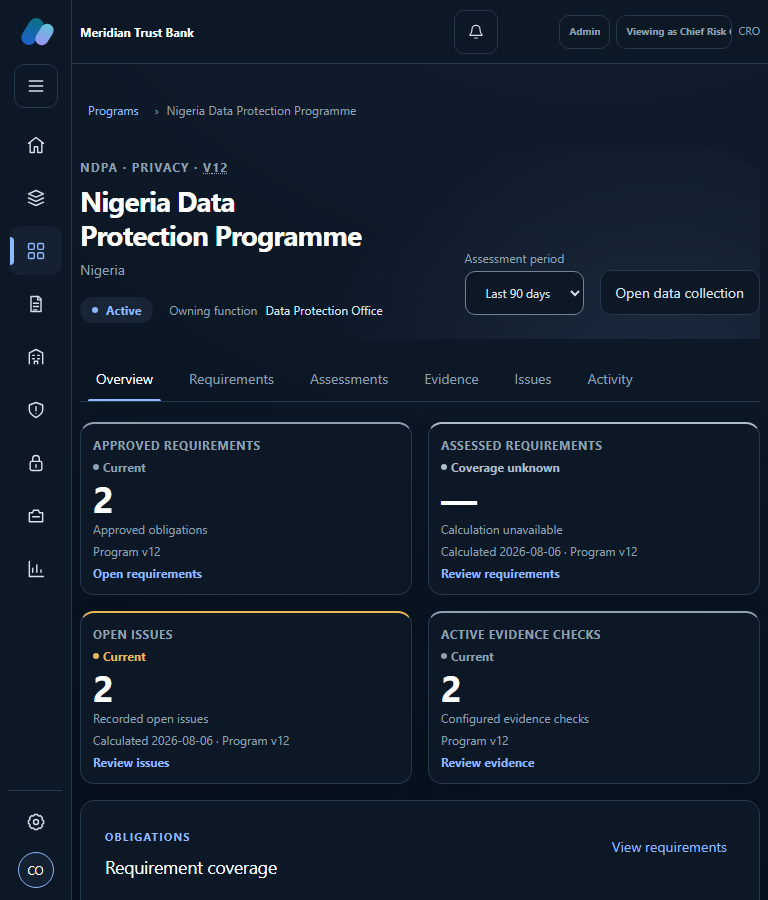 Meridian Trust Bank
Admin
Viewing as Chief Risk
CRO
Programs › Nigeria Data Protection Programme
NDPA · PRIVACY · V12
Nigeria Data
Protection Programme
Nigeria
Assessment period
Active
Owning function Data Protection Office
Last 90 days
Open data collection
Overview
Requirements
Assessments
Evidence
Issues
Activity
APPROVED REQUIREMENTS
Current
2
Approved obligations
Program v12
Open requirements
ASSESSED REQUIREMENTS
Coverage unknown
—
Calculation unavailable
Calculated 2026-08-06 · Program v12
Review requirements
OPEN ISSUES
Current
2
Recorded open issues
Calculated 2026-08-06 · Program v12
Review issues
ACTIVE EVIDENCE CHECKS
Current
2
Configured evidence checks
Program v12
Review evidence
OBLIGATIONS
Requirement coverage
View requirements
CO